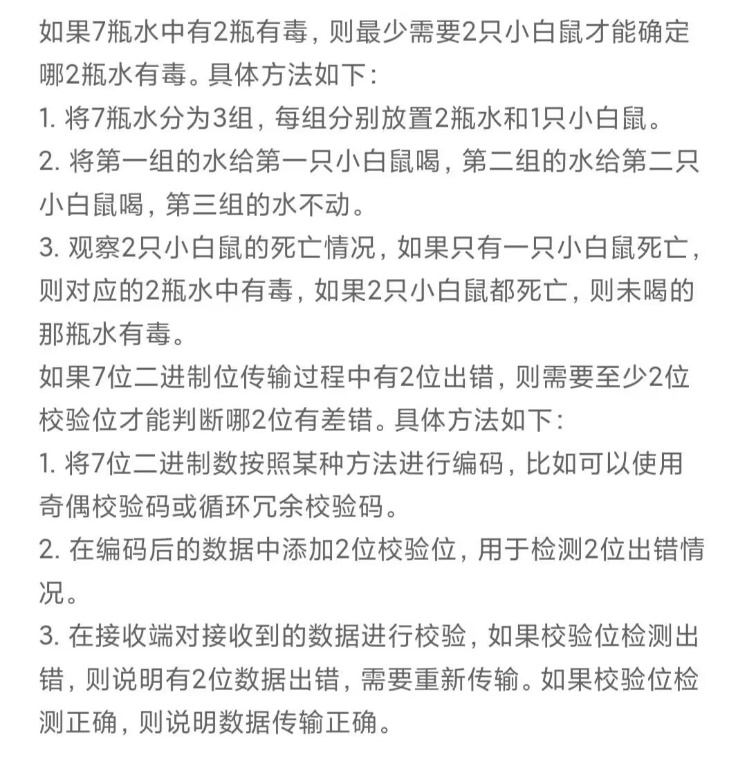 如果7瓶水中有2瓶有毒，则最少需要2只小白鼠才能确定
哪2瓶水有毒。具体方法如下：
1. 将7瓶水分为3组，每组分别放置2瓶水和1只小白鼠。
2. 将第一组的水给第一只小白鼠喝，第二组的水给第二只
小白鼠喝，第三组的水不动。
3. 观察2只小白鼠的死亡情况，如果只有一只小白鼠死亡，
则对应的2瓶水中有毒，如果2只小白鼠都死亡，则未喝的
那瓶水有毒。
如果7位二进制位传输过程中有2位出错，则需要至少2位
校验位才能判断哪2位有差错。具体方法如下：
1. 将7位二进制数按照某种方法进行编码，比如可以使用
奇偶校验码或循环冗余校验码。
2. 在编码后的数据中添加2位校验位，用于检测2位出错情
况。
3. 在接收端对接收到的数据进行校验，如果校验位检测出
错，则说明有2位数据出错，需要重新传输。如果校验位检
测正确，则说明数据传输正确。